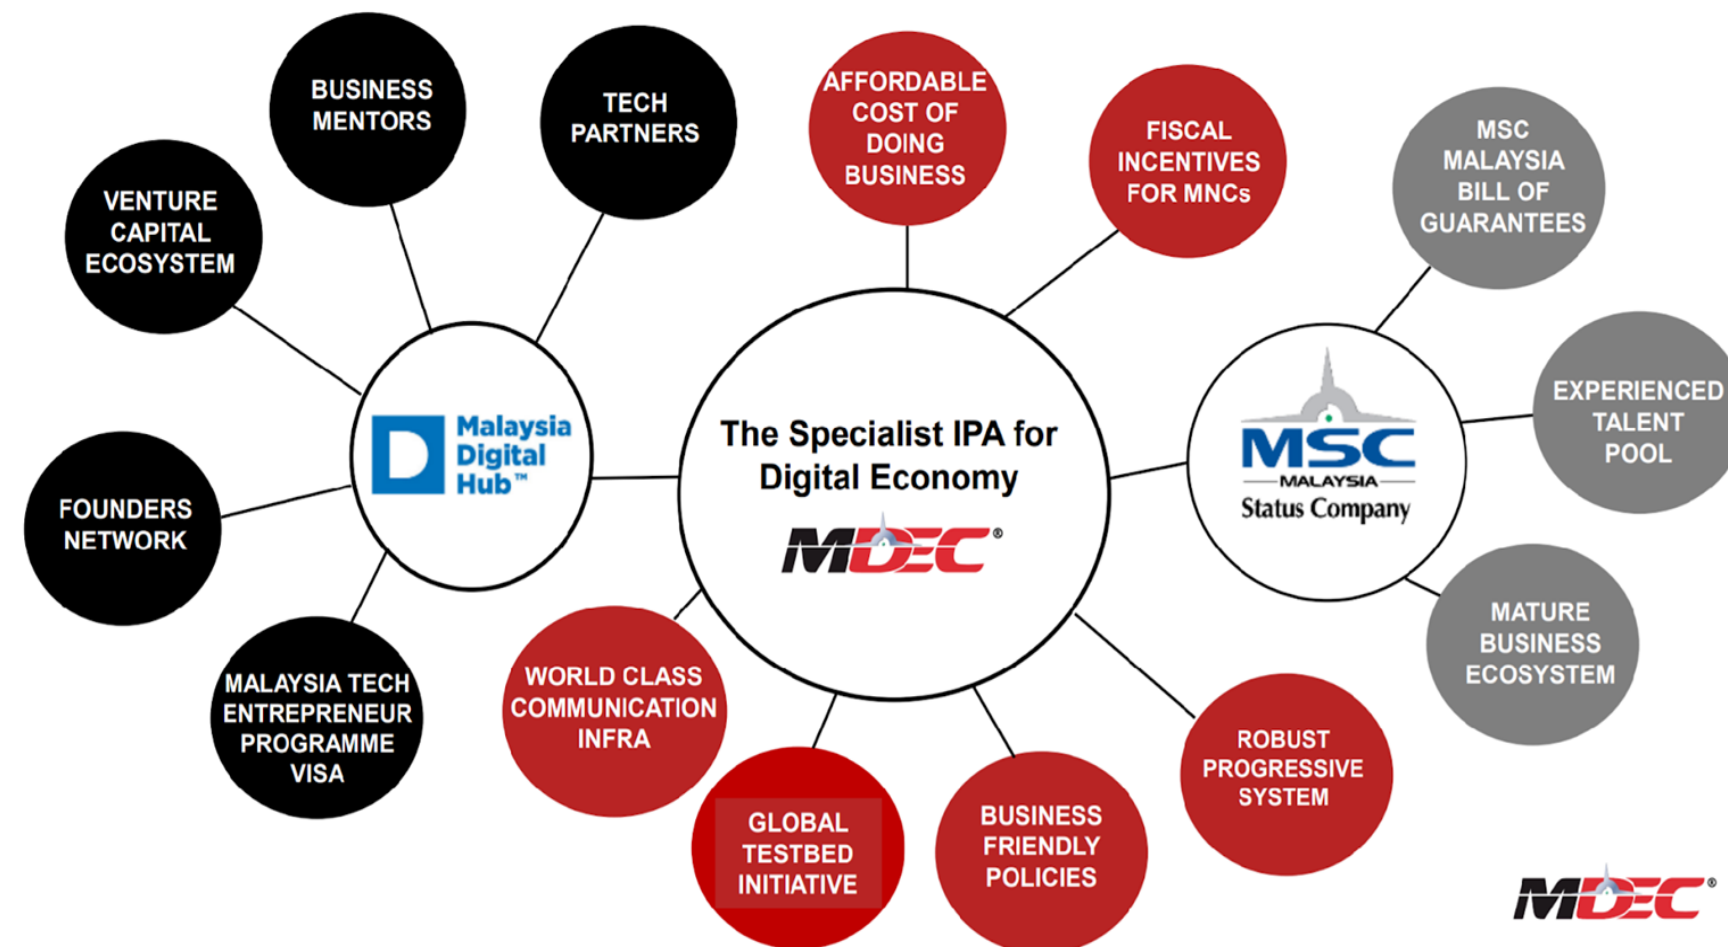 BUSINESS
MENTORS
TECH
PARTNERS
AFFORDABLE
COST OF
DOING
BUSINESS
FISCAL
INCENTIVES
FOR MNCs
MSC
MALAYSIA
BILL OF
GUARANTEES
VENTURE
CAPITAL
ECOSYSTEM
EXPERIENCED
TALENT
POOL
Malaysia
Digital
Hub™
The Specialist IPA for
Digital Economy
MDEC®
MSC
MALAYSIA
Status Company
FOUNDERS
NETWORK
MATURE
BUSINESS
ECOSYSTEM
MALAYSIA TECH
ENTREPRENEUR
PROGRAMME
VISA
WORLD CLASS
COMMUNICATION
INFRA
GLOBAL
TESTBED
INITIATIVE
BUSINESS
FRIENDLY
POLICIES
ROBUST
PROGRESSIVE
SYSTEM
MDEC®